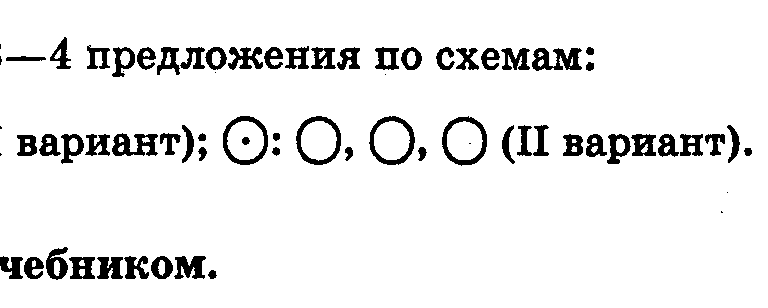 —4 предложения по схемам:
вариант); ⊙: ○, ○, ○ (II вариант).
чебником.